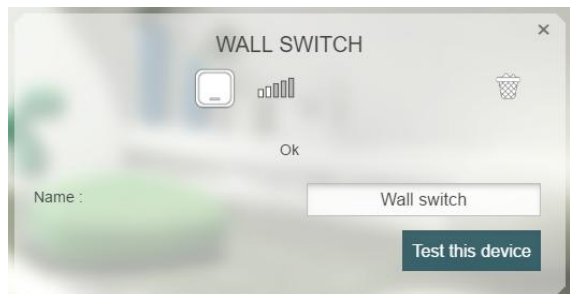 WALL SWITCH
×
Ok
Name :
Wall switch
Test this device